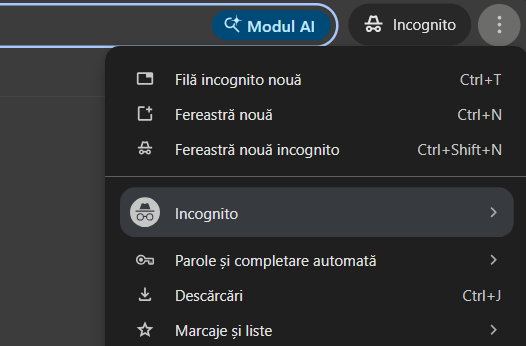 Modul AI
Incognito
Filă incognito nouă Ctrl+T
Fereastră nouă Ctrl+N
Fereastră nouă incognito Ctrl+Shift+N
Incognito
Parole și completare automată
Descărcări Ctrl+J
Marcaje și liste